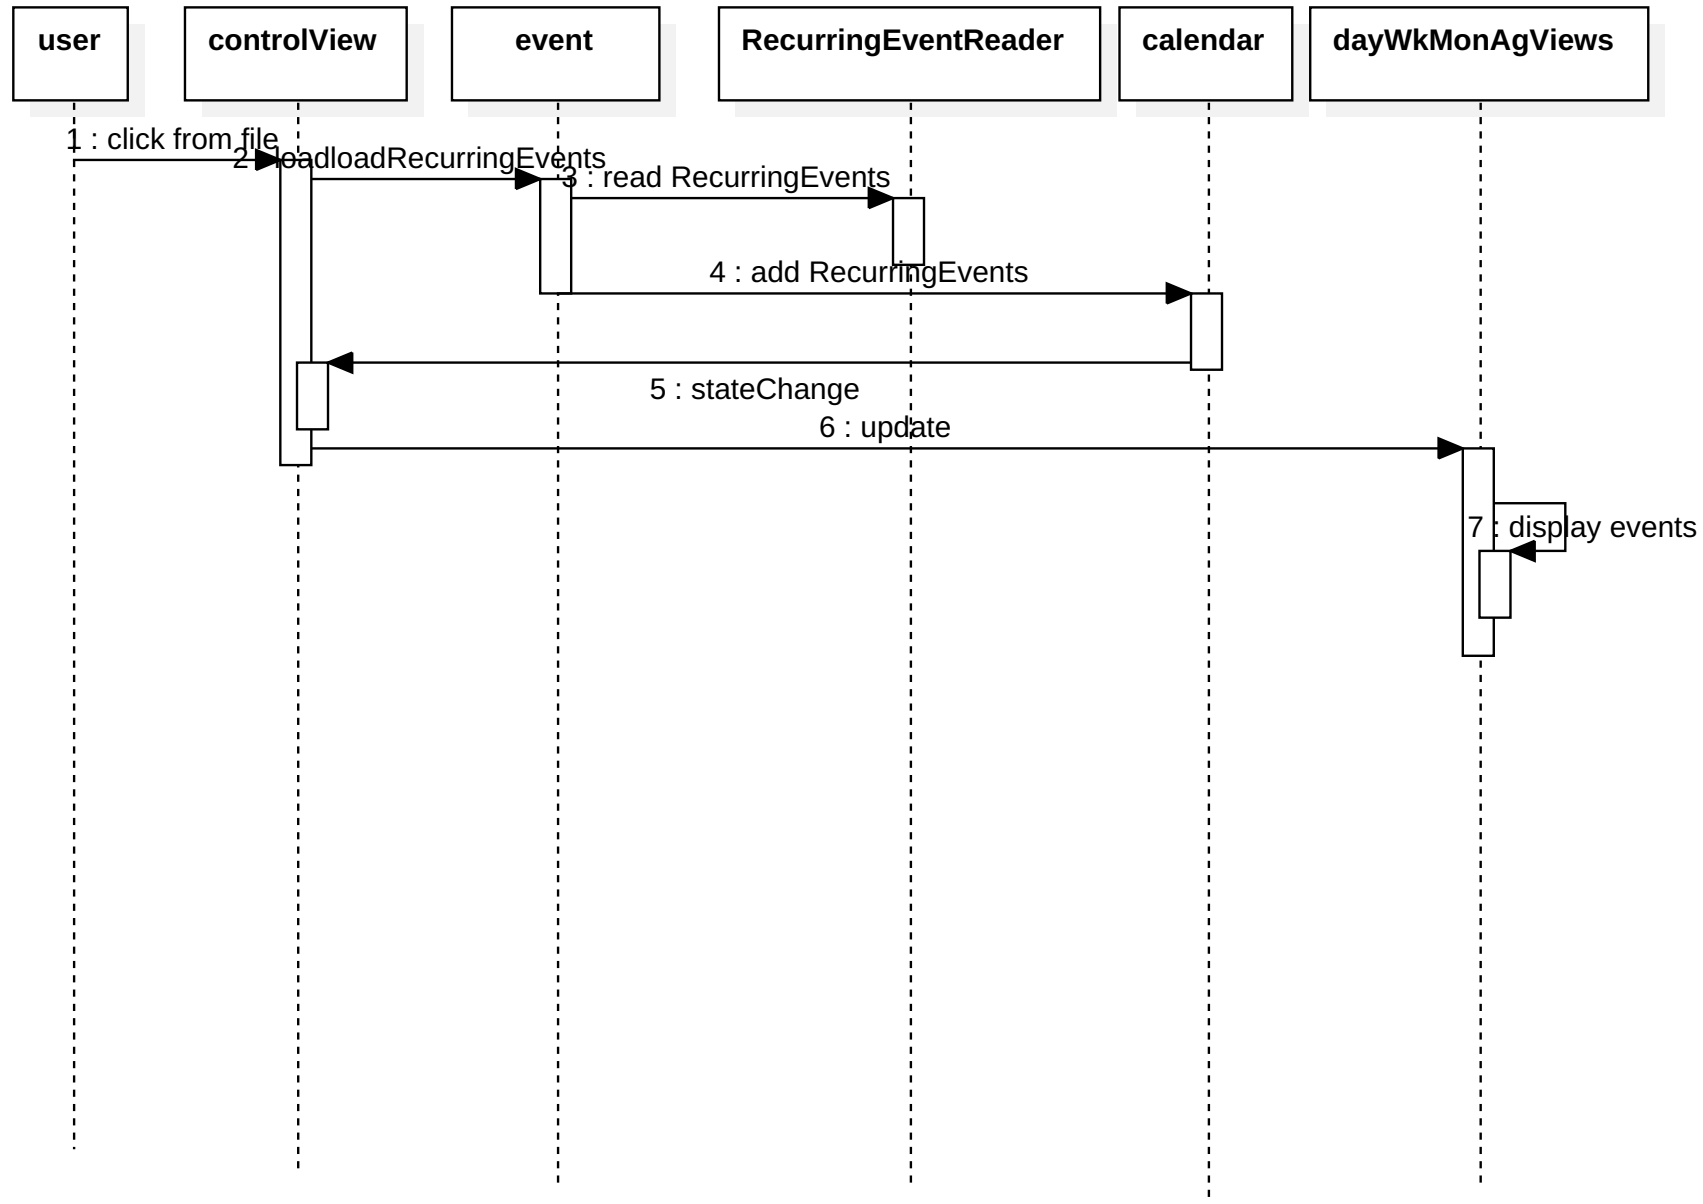 user
controlView
event
RecurringEventReader
calendar
dayWkMonAgViews
1 : click from file
2 : loadloadRecurringEvents
3 : read RecurringEvents
4 : add RecurringEvents
5 : stateChange
6 : update
7 : display events